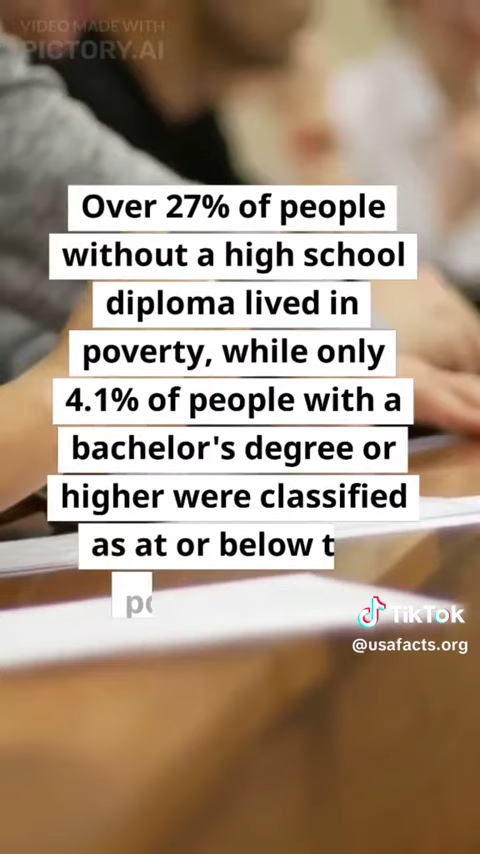 VIDEO MADE WITH
PICTORY.AI
Over 27% of people
without a high school
diploma lived in
poverty, while only
4.1% of people with a
bachelor's degree or
higher were classified
as at or below t
po
TikTok
@usafacts.org